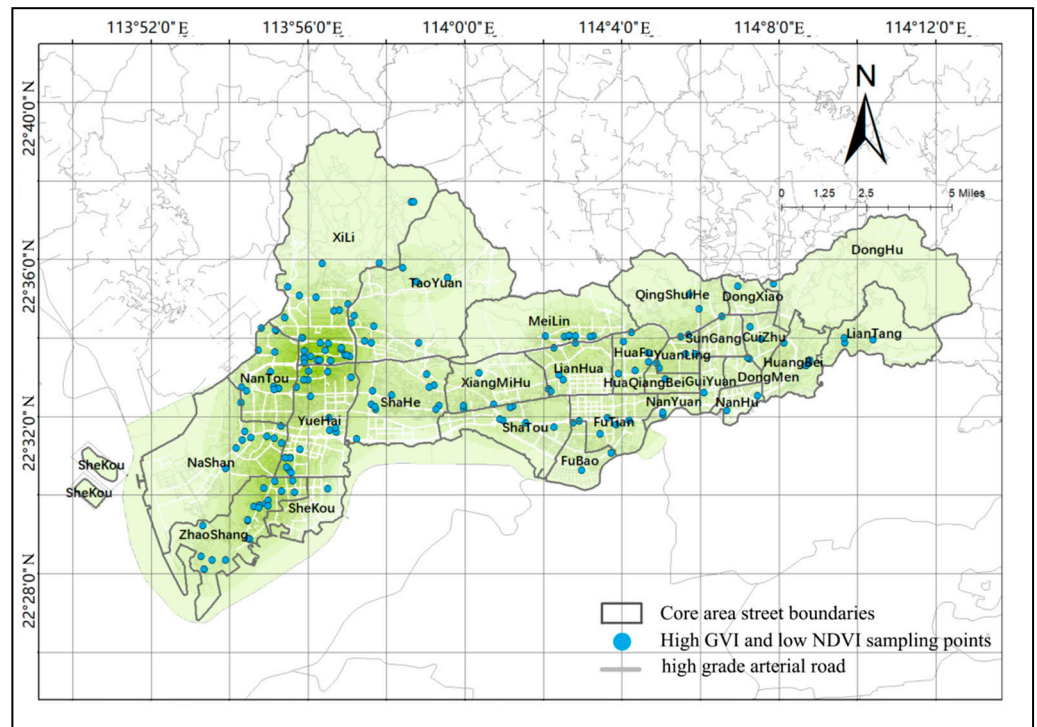 113°52'0"E 113°56'0"E 114°0'0"E 114°4'0"E 114°8'0"E 114°12'0"E
N
22°40'0"N
0 1.25 2.5 5 Miles
XiLi
DongHu
22°36'0"N
TaoYuan
QingShuiHe
DongXiao
MeiLin
SunGang
CuiZhu
LianTang
HuaFu
YuanLing
HuangBei
LianHua
NanTou
XiangMiHu
HuaQiangBei
GuiYuan
DongMen
ShaHe
NanYuan
NanHu
22°32'0"N
YueHai
ShaTou
FuTian
NaShan
FuBao
SheKou
SheKou
SheKou
ZhaoShang
22°28'0"N
Core area street boundaries
High GVI and low NDVI sampling points
high grade arterial road